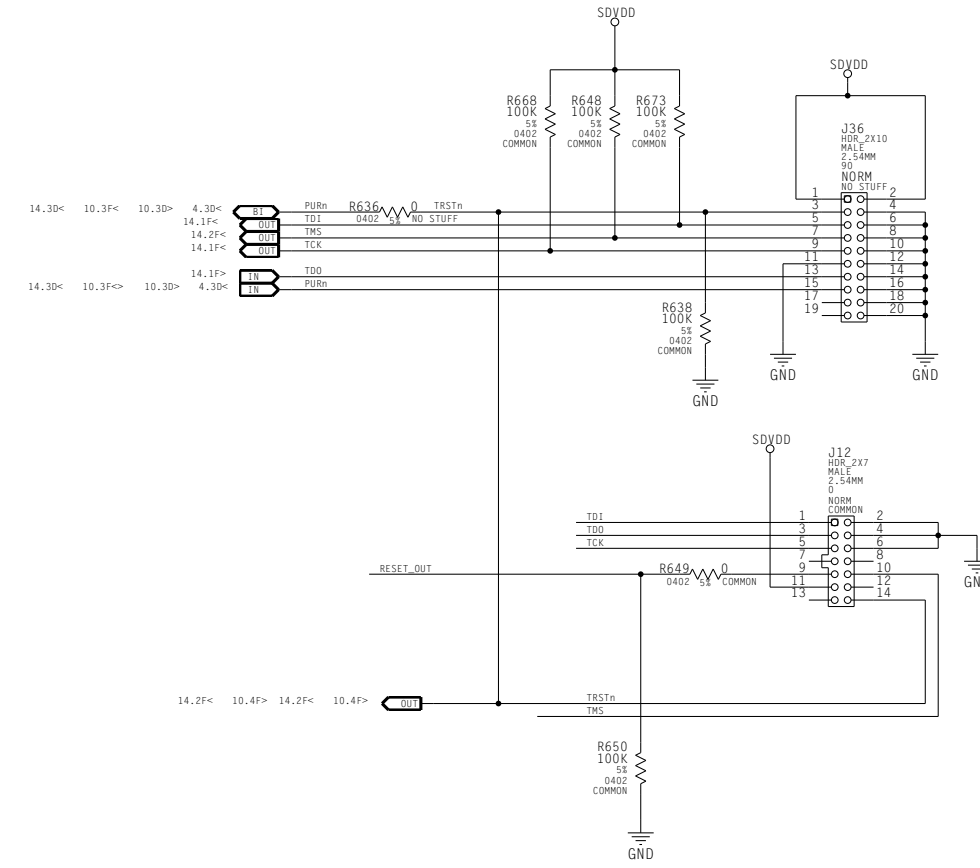 SDVDD
SDVDD
R668
100K
5%
0402
COMMON
R648
100K
5%
0402
COMMON
R673
100K
5%
0402
COMMON
J36
HDR_2X10
MALE
2.54MM
90
NORM
NO STUFF
1 2
3 4
5 6
7 8
9 10
11 12
13 14
15 16
17 18
19 20
14.3D< 10.3F< 10.3D> 4.3D< BI PURn R636 0 TRSTn
0402 5% NO STUFF
14.1F< OUT TDI
14.2F< OUT TMS
14.1F< OUT TCK
14.1F> IN TDO
14.3D< 10.3F<> 10.3D> 4.3D< IN PURn
R638
100K
5%
0402
COMMON
GND
GND
GND
SDVDD
J12
HDR_2X7
MALE
2.54MM
0
NORM
COMMON
TDI 1 2
TDO 3 4
TCK 5 6
7 8
RESET_OUT R649 0 9 10
0402 5% COMMON 11 12
13 14
GN
14.2F< 10.4F> 14.2F< 10.4F> OUT TRSTn
TMS
R650
100K
5%
0402
COMMON
GND